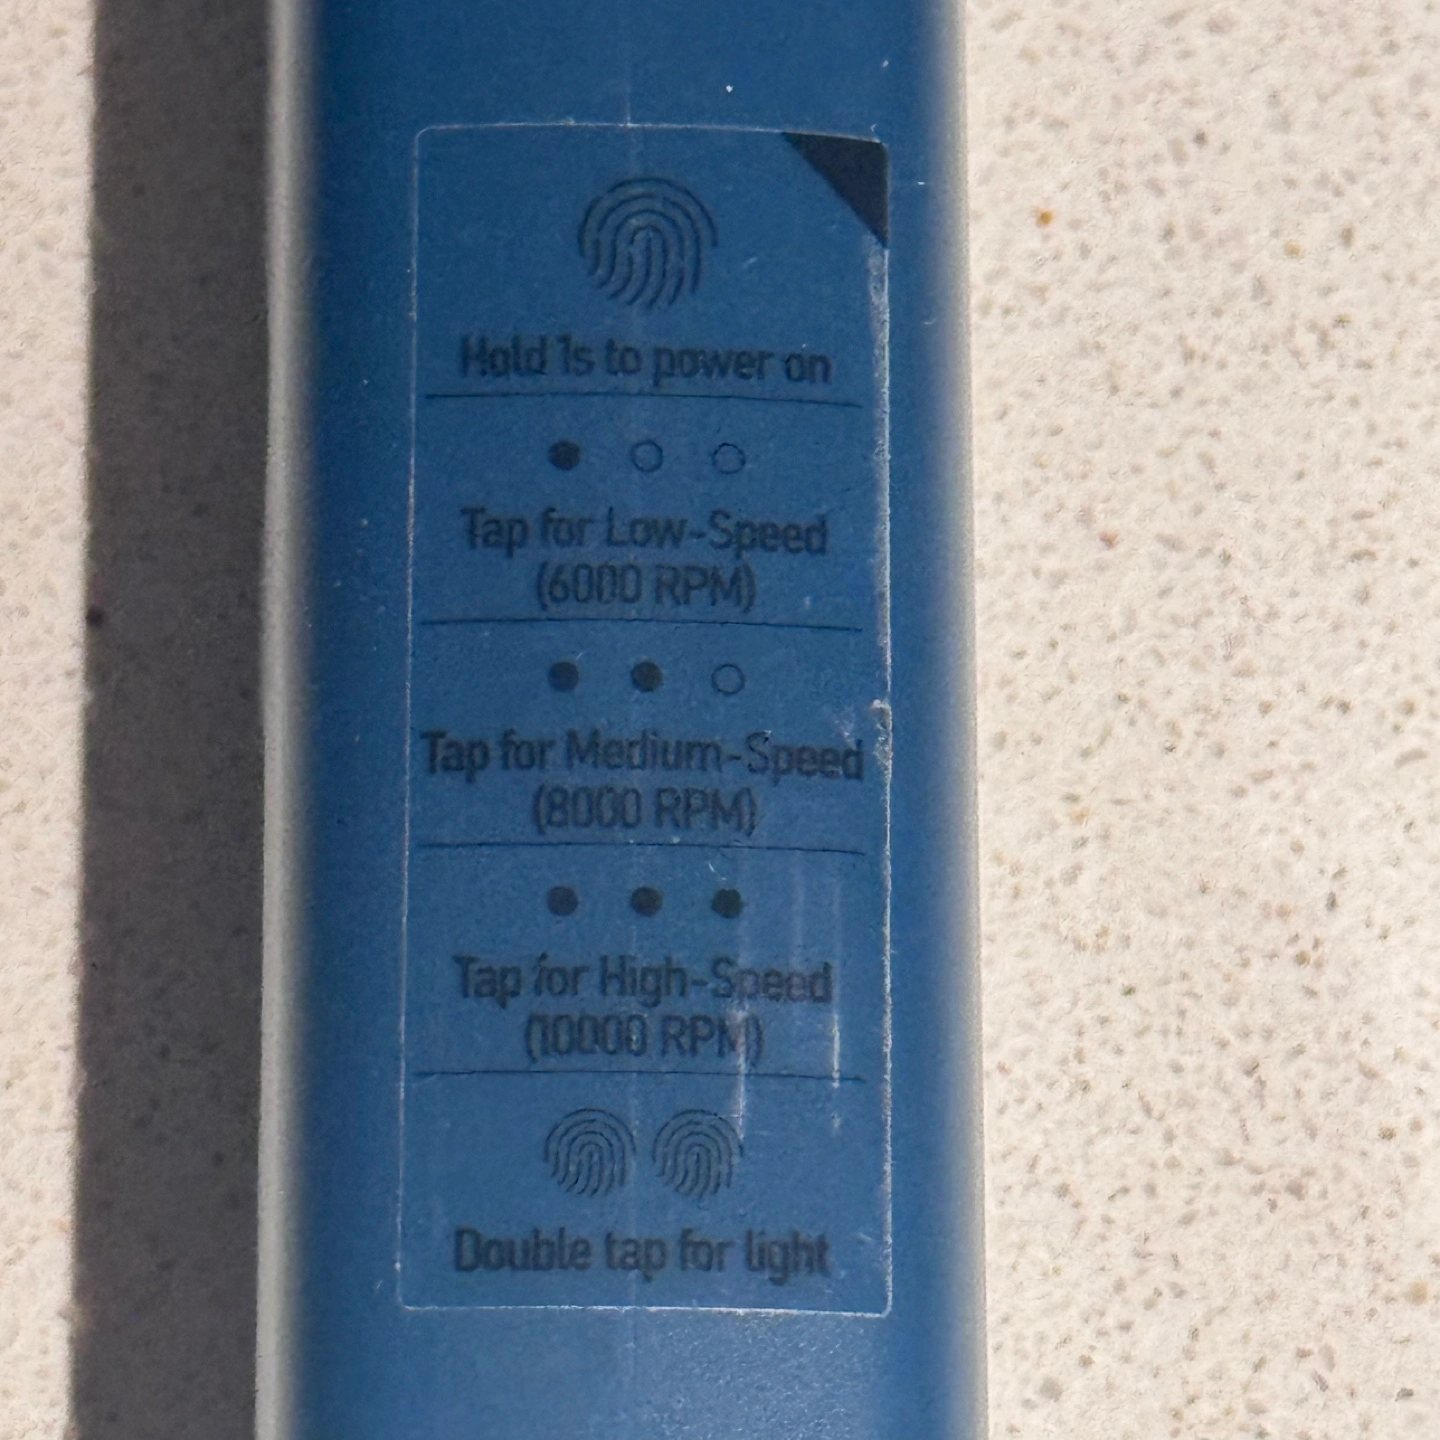 Hold 1s to power on
Tap for Low-Speed
(6000 RPM)
Tap for Medium-Speed
(8000 RPM)
Tap for High-Speed
(10000 RPM)
Double tap for light